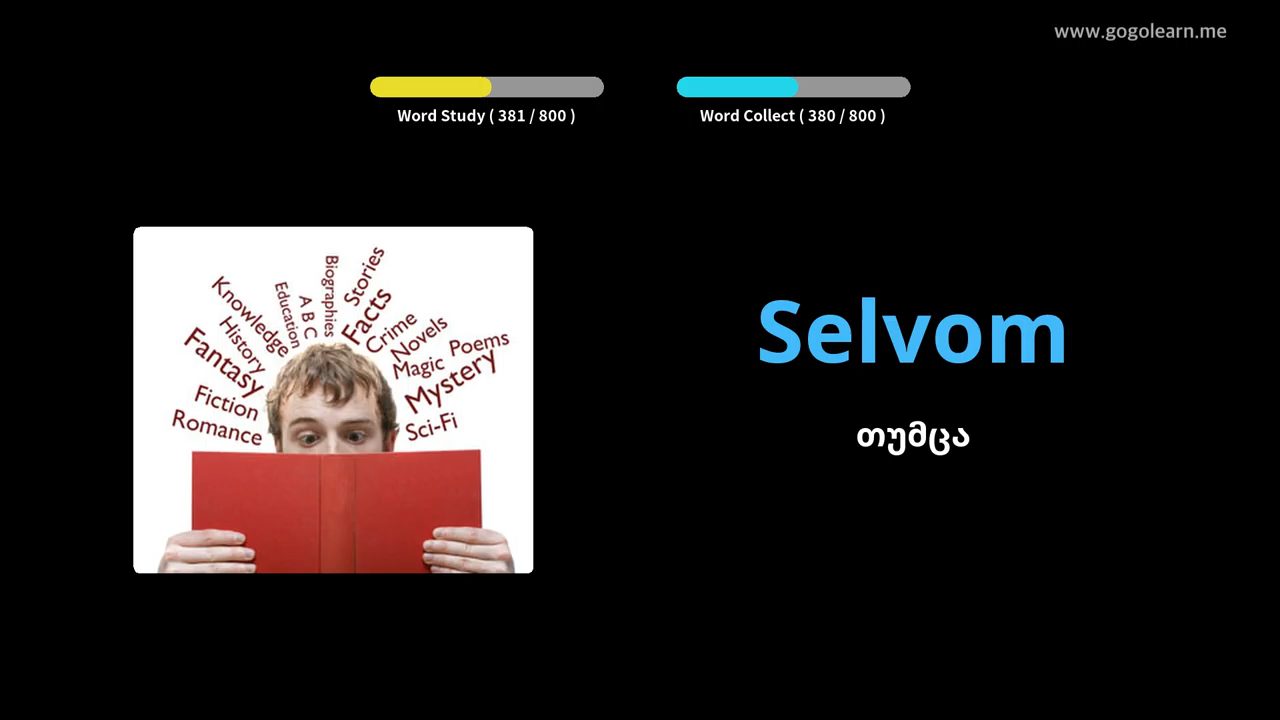 www.gogolearn.me
Word Study ( 381 / 800 )
Word Collect ( 380 / 800 )
Selvom
თუმცა
Knowledge
History
Fantasy
Fiction
Romance
Education
A B C
Biographies
Stories
Facts
Crime
Novels
Magic
Poems
Mystery
Sci-Fi